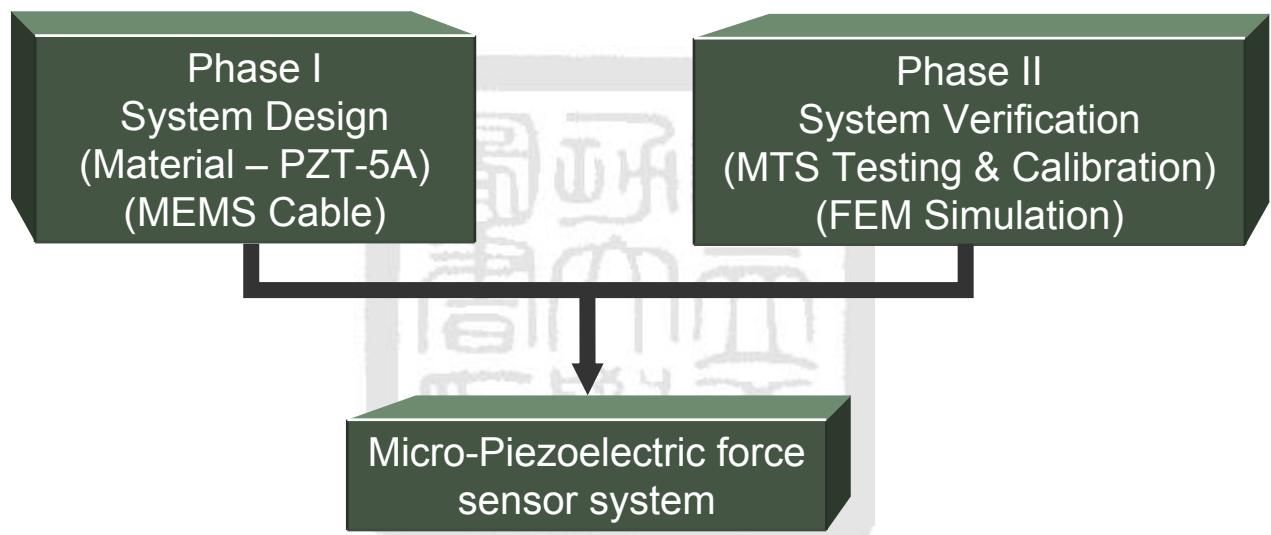 Phase I
System Design
(Material – PZT-5A)
(MEMS Cable)
Phase II
System Verification
(MTS Testing & Calibration)
(FEM Simulation)
Micro-Piezoelectric force
sensor system